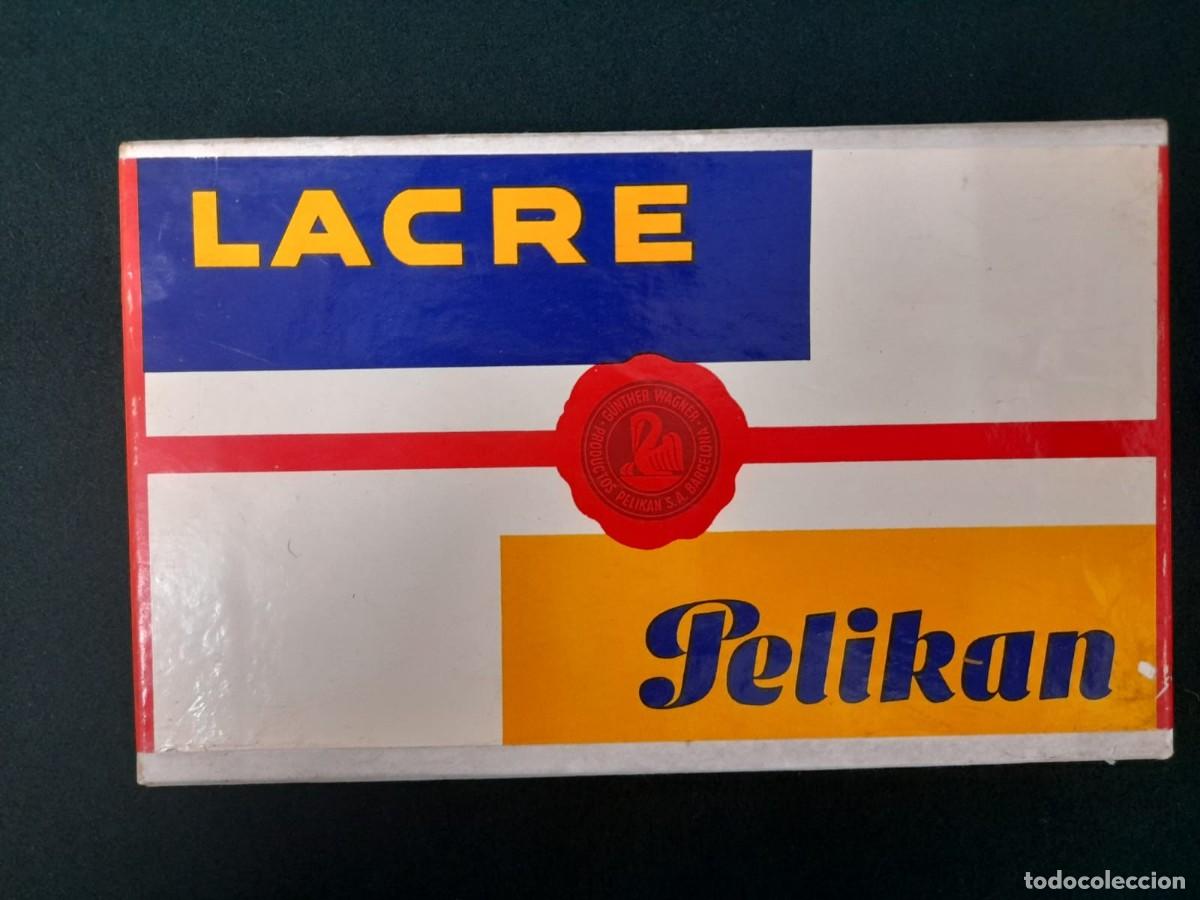 LACRE
GÜNTHER WAGNER · PRODUCTOS PELIKAN S.A. BARCELONA ·
Pelikan
todocoleccion